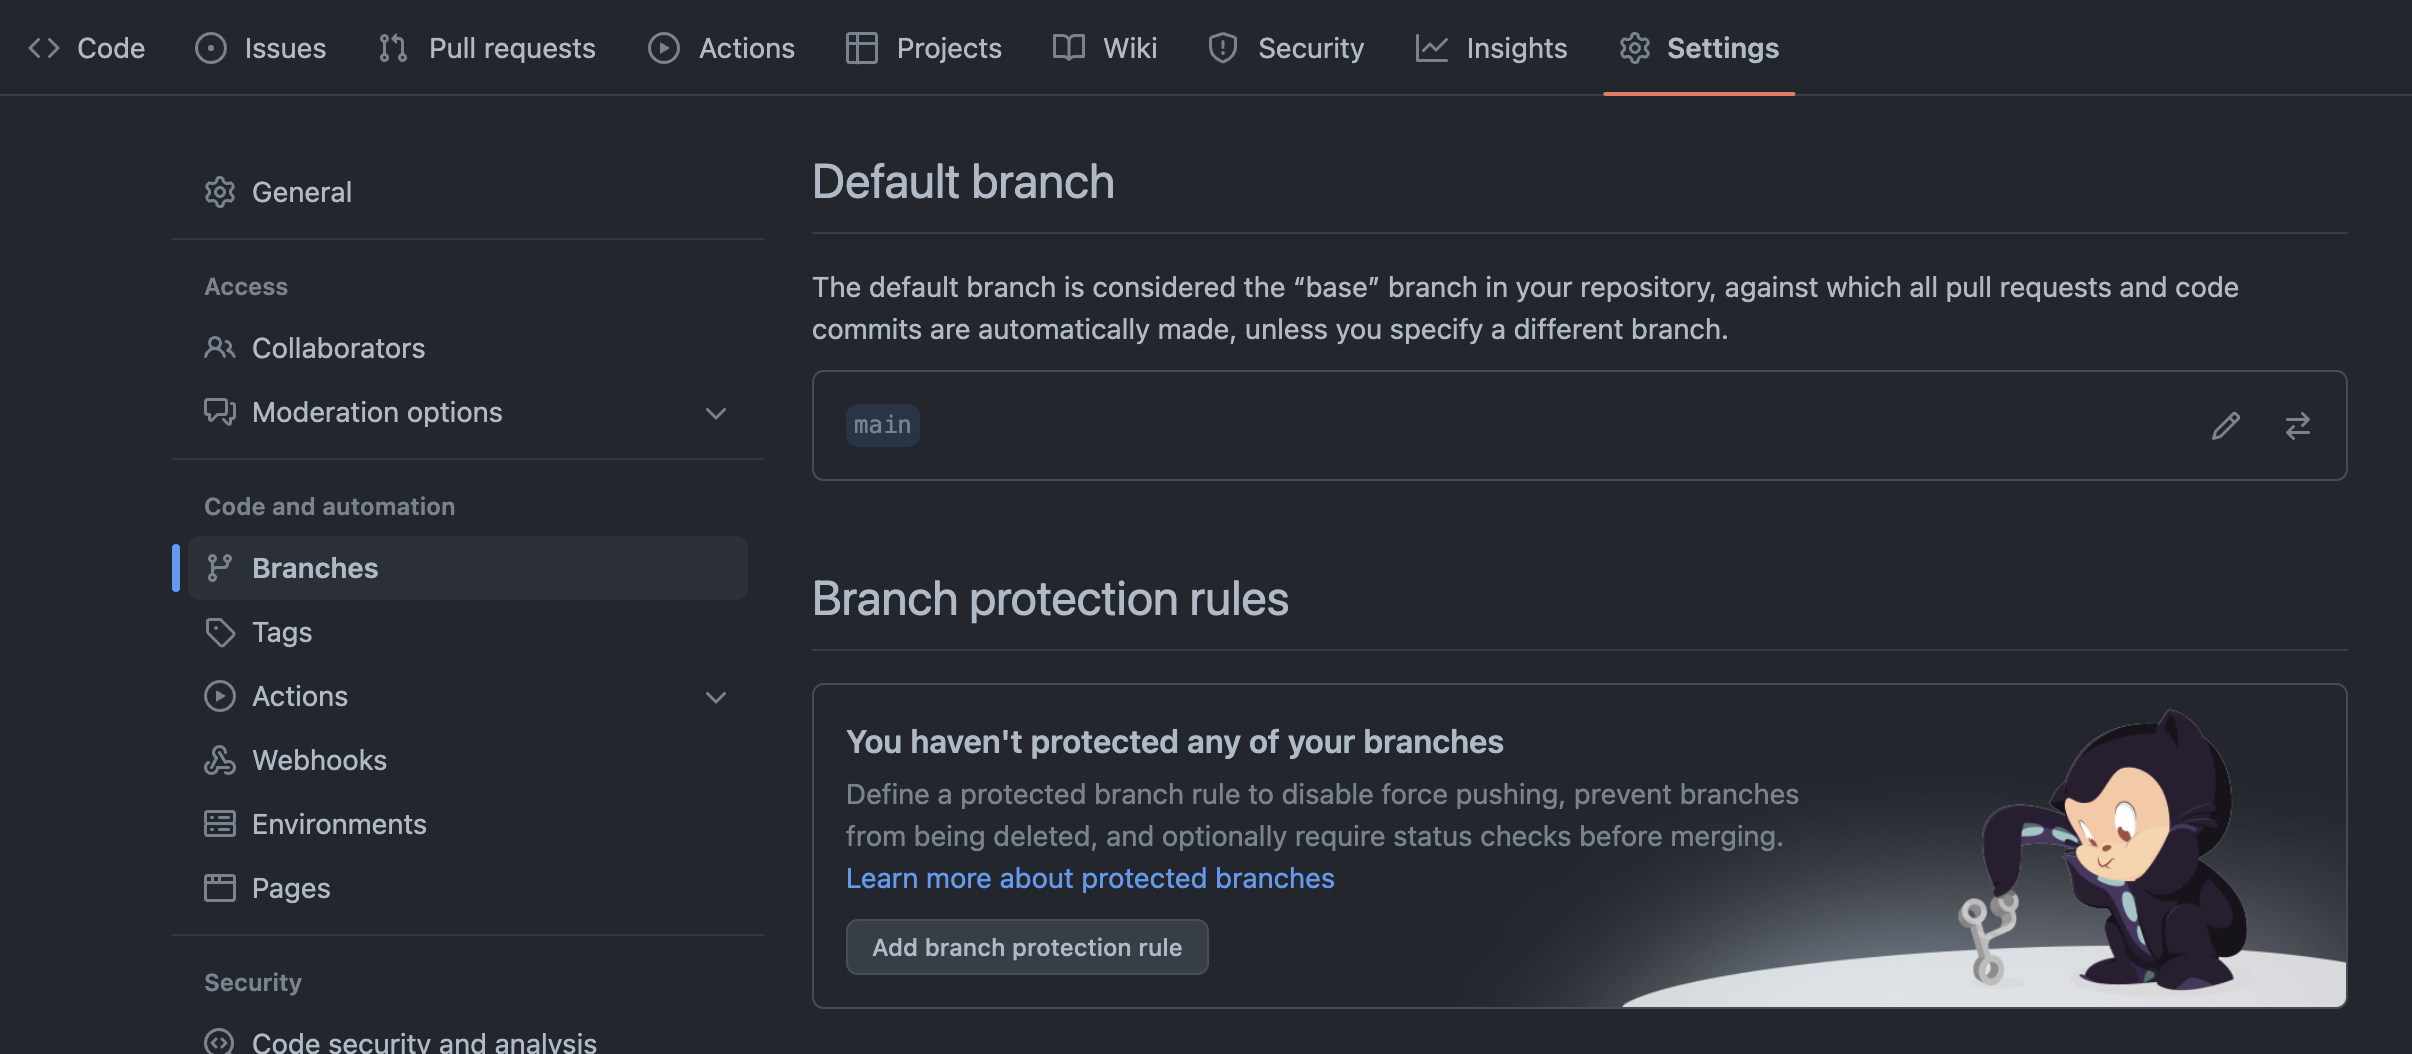 Code Issues Pull requests Actions Projects Wiki Security Insights Settings
General
Access
Collaborators
Moderation options
Code and automation
Branches
Tags
Actions
Webhooks
Environments
Pages
Security
Code security and analysis
Default branch
The default branch is considered the “base” branch in your repository, against which all pull requests and code
commits are automatically made, unless you specify a different branch.
main
Branch protection rules
You haven't protected any of your branches
Define a protected branch rule to disable force pushing, prevent branches
from being deleted, and optionally require status checks before merging.
Learn more about protected branches
Add branch protection rule